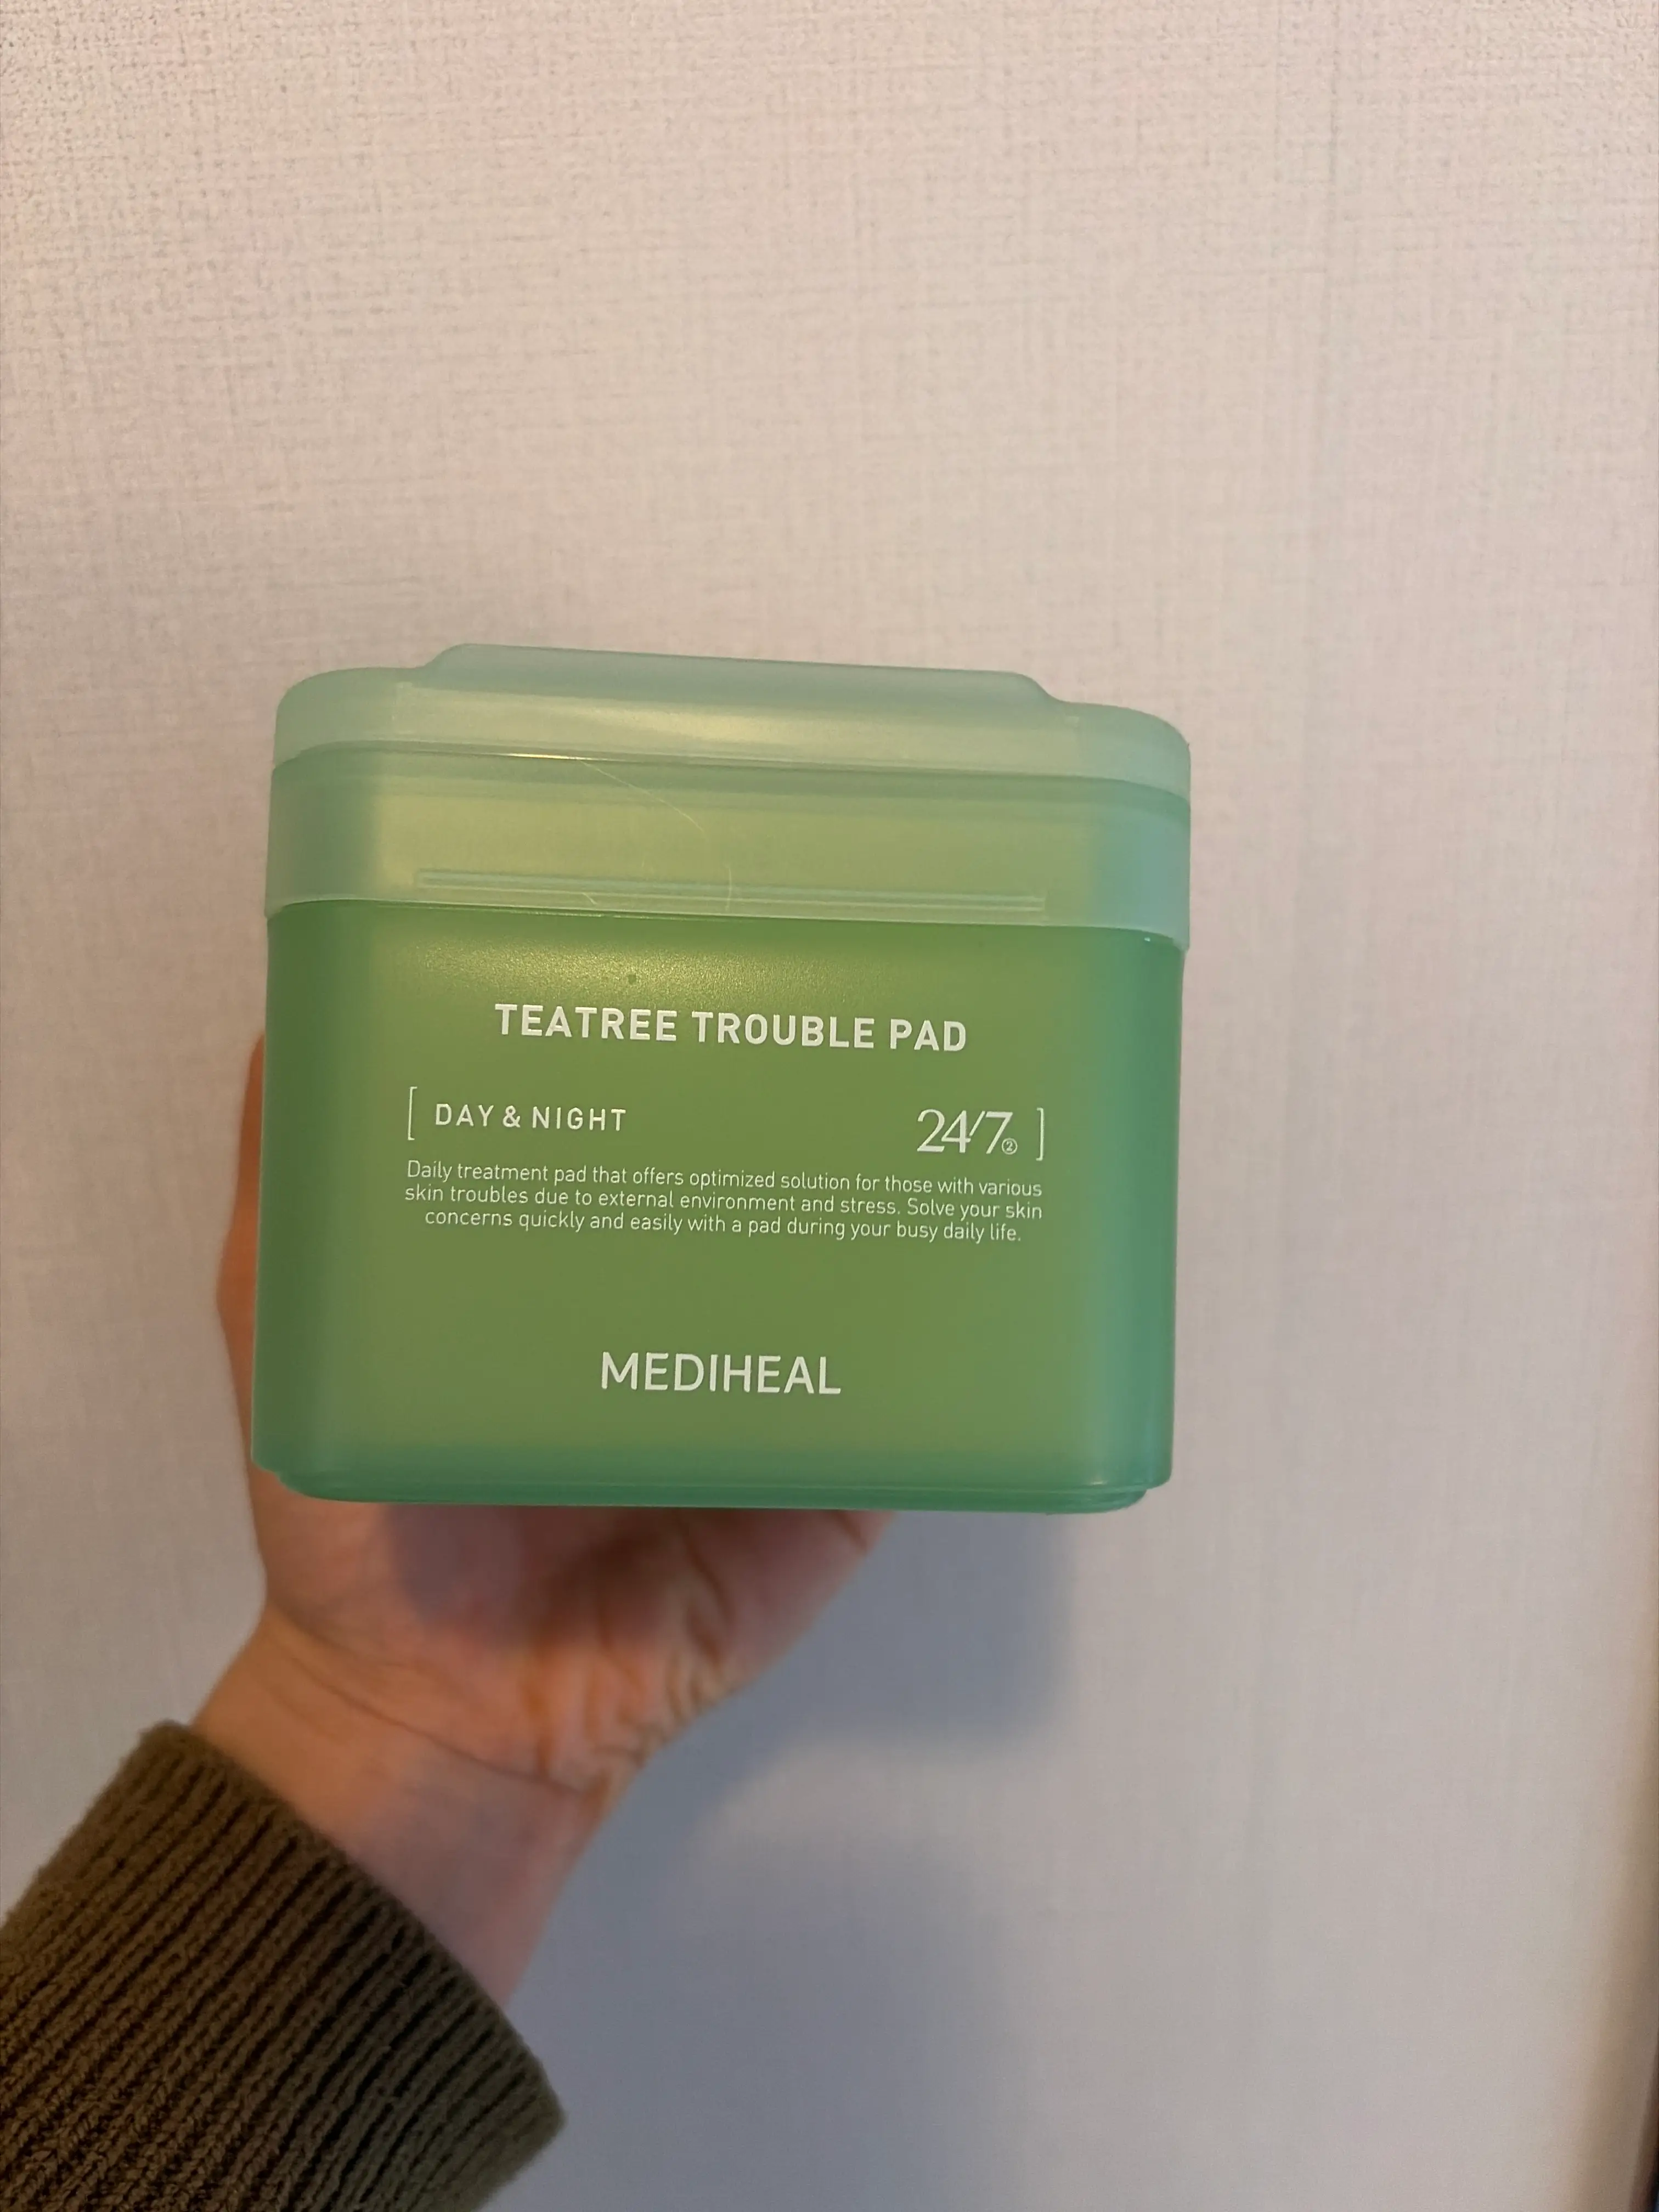 TEATREE TROUBLE PAD
[ DAY & NIGHT 24/7② ]
Daily treatment pad that offers optimized solution for those with various
skin troubles due to external environment and stress. Solve your skin
concerns quickly and easily with a pad during your busy daily life.
MEDIHEAL